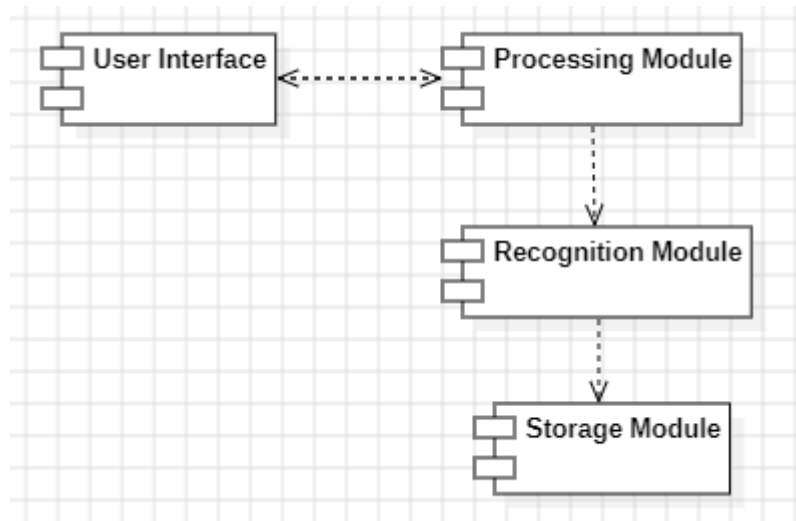 User Interface
Processing Module
Recognition Module
Storage Module